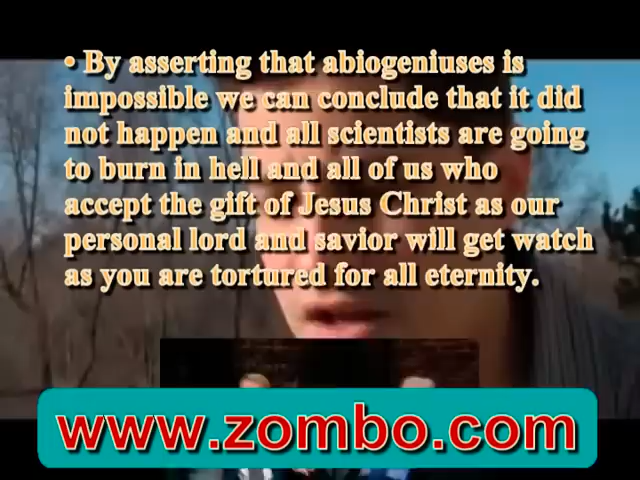 • By asserting that abiogeniuses is
impossible we can conclude that it did
not happen and all scientists are going
to burn in hell and all of us who
accept the gift of Jesus Christ as our
personal lord and savior will get watch
as you are tortured for all eternity.
www.zombo.com